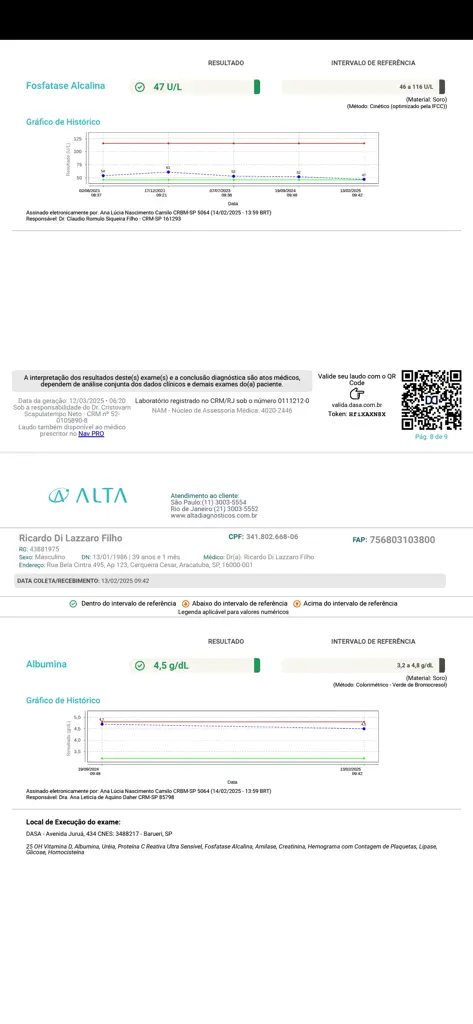 RESULTADO
INTERVALO DE REFERÊNCIA
Fosfatase Alcalina
47 U/L
46 a 116 U/L
(Material: Soro)
(Método: Cinético (optimizado pela IFCC))
Gráfico de Histórico
Resultado (U/L)
125
100
75
50
54
61
53
52
47
17/12/2021
09:21
07/07/2023
19/09/2024
09:48
13/02/2025
09:42
Data
Assinado eletronicamente por: Ana Lúcia Nascimento Camilo CRBM-SP 5064 (14/02/2025 - 13:59 BRT)
Responsável: Dr. Claudio Romulo Siqueira Filho - CRM-SP 161293
A interpretação dos resultados deste(s) exame(s) e a conclusão diagnóstica são atos médicos,
dependem de análise conjunta dos dados clínicos e demais exames do(a) paciente.
Data da geração: 12/03/2025 • 06:20
Sob a responsabilidade do Dr. Cristovam
Scapulatempo Neto - CRM nº 52-
0105890-8
Laudo também disponível ao médico
prescritor no Nav PRO
Laboratório registrado no CRM/RJ sob o número 0111212-0
NAM - Núcleo de Assessoria Médica: 4020-2446
Valide seu laudo com o QR
Code
valida.dasa.com.br
Token: HfiXAXN8X
Pág. 8 de 9
ALTA
Atendimento ao cliente:
São Paulo:(11) 3003-5554
Rio de Janeiro:(21) 3003-5552
www.altadiagnosticos.com.br
Ricardo Di Lazzaro Filho
CPF: 341.802.668-06
FAP: 756803103800
RG: 43881975
Sexo: Masculino DN: 13/01/1986 | 39 anos e 1 mês Médico: Dr(a). Ricardo Di Lazzaro Filho
Endereço: Rua Bela Cintra 495, Ap 123, Cerqueira Cesar, Aracatuba, SP, 16000-001
DATA COLETA/RECEBIMENTO: 13/02/2025 09:42
Dentro do intervalo de referência Abaixo do intervalo de referência Acima do intervalo de referência
Legenda aplicável para valores numéricos
RESULTADO
INTERVALO DE REFERÊNCIA
Albumina
4,5 g/dL
3,2 a 4,8 g/dL
(Material: Soro)
(Método: Colorimétrico - Verde de Bromocresol)
Gráfico de Histórico
Resultado (g/dL)
5,0
4,5
4,0
3,5
4,7
4,5
19/09/2024
09:48
13/02/2025
09:42
Data
Assinado eletronicamente por: Ana Lúcia Nascimento Camilo CRBM-SP 5064 (14/02/2025 - 13:59 BRT)
Responsável: Dra. Ana Leticia de Aquino Daher CRM-SP 85798
Local de Execução do exame:
DASA - Avenida Juruá, 434 CNES: 3488217 - Barueri, SP
25 OH Vitamina D, Albumina, Uréia, Proteína C Reativa Ultra Sensível, Fosfatase Alcalina, Amilase, Creatinina, Hemograma com Contagem de Plaquetas, Lipase,
Glicose, Homocisteína